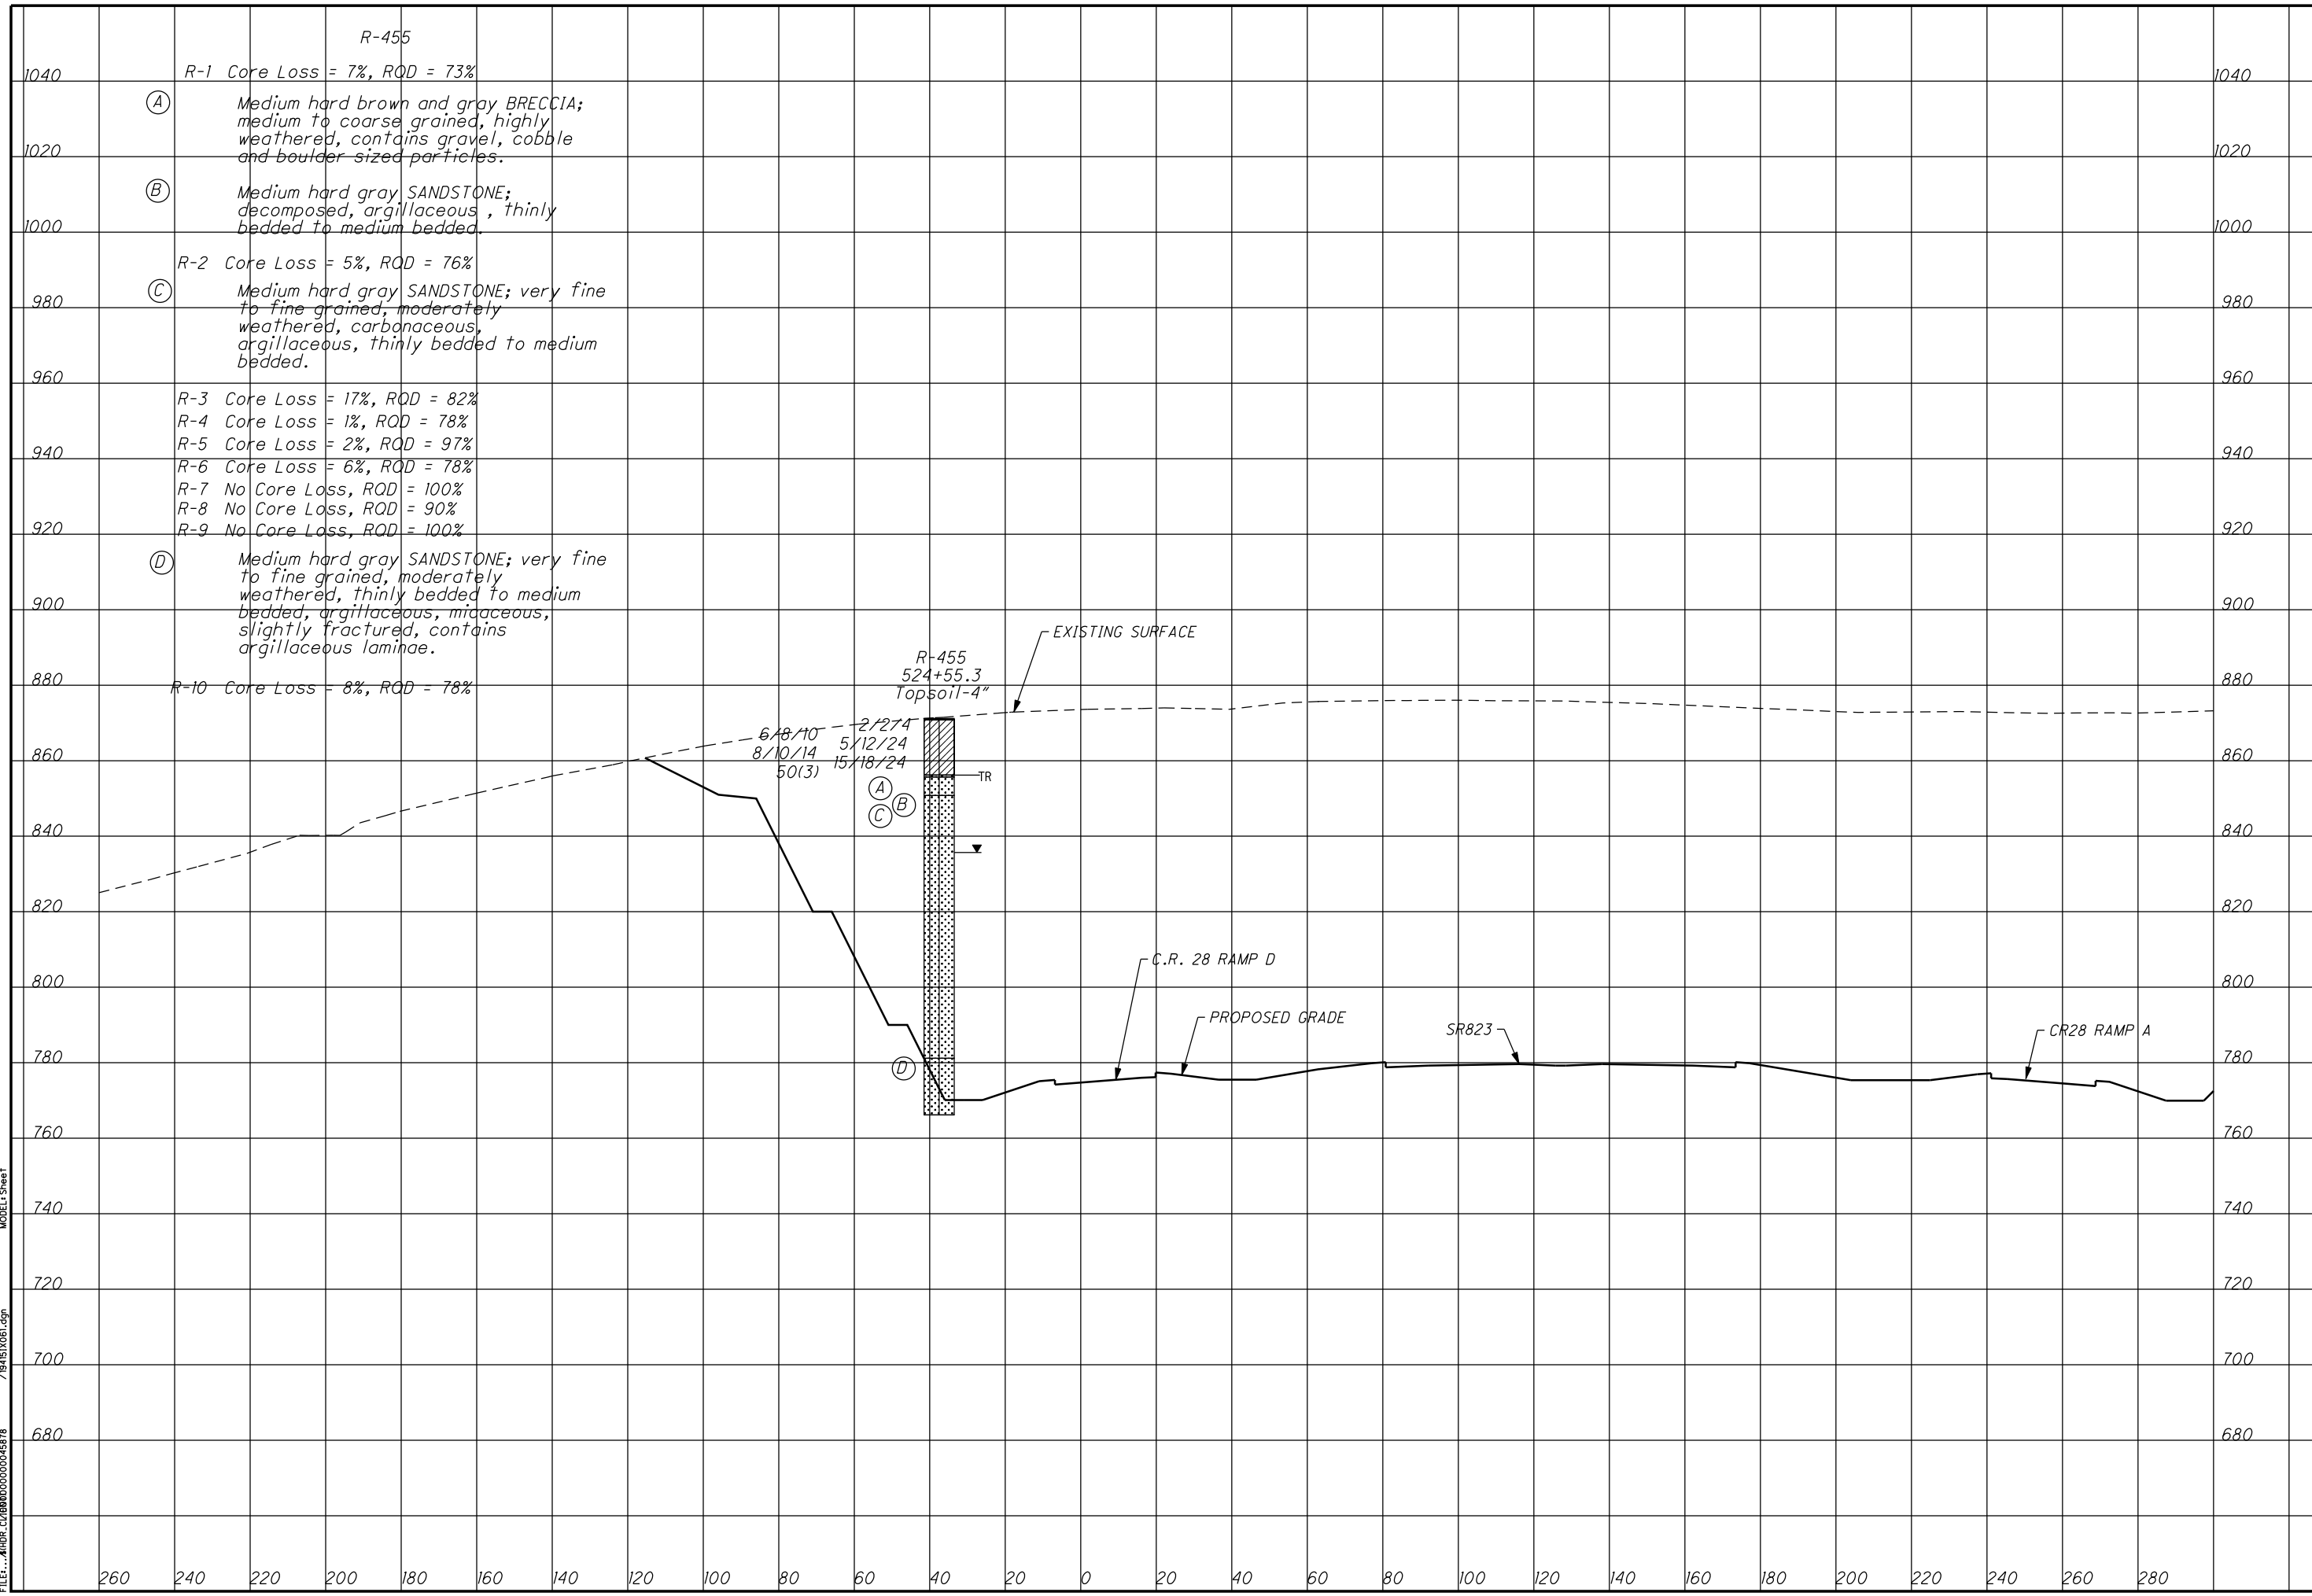 R-455
R-1 Core Loss = 7%, RQD = 73%
A
Medium hard brown and gray BRECCIA;
medium to coarse grained, highly
weathered, contains gravel, cobble
and boulder sized particles.
B
Medium hard gray SANDSTONE;
decomposed, argillaceous , thinly
bedded to medium bedded.
R-2 Core Loss = 5%, RQD = 76%
C
Medium hard gray SANDSTONE; very fine
to fine grained, moderately
weathered, carbonaceous,
argillaceous, thinly bedded to medium
bedded.
R-3 Core Loss = 17%, RQD = 82%
R-4 Core Loss = 1%, RQD = 78%
R-5 Core Loss = 2%, RQD = 97%
R-6 Core Loss = 6%, RQD = 78%
R-7 No Core Loss, RQD = 100%
R-8 No Core Loss, RQD = 90%
R-9 No Core Loss, RQD = 100%
D
Medium hard gray SANDSTONE; very fine
to fine grained, moderately
weathered, thinly bedded to medium
bedded, argillaceous, micaceous,
slightly fractured, contains
argillaceous laminae.
R-10 Core Loss = 8%, RQD = 78%
1040 1040
1020 1020
1000 1000
980 980
960 960
940 940
920 920
900 900
880 880
860 860
840 840
820 820
800 800
780 780
760 760
740 740
720 720
700 700
680 680
EXISTING SURFACE
R-455
524+55.3
Topsoil-4"
6/8/10 2/2/4
8/10/14 5/12/24
50(3) 15/18/24
TR
A
B
C
D
C.R. 28 RAMP D
PROPOSED GRADE
SR823
CR28 RAMP A
260 240 220 200 180 160 140 120 100 80 60 40 20 0 20 40 60 80 100 120 140 160 180 200 220 240 260 280
MODEL: Sheet